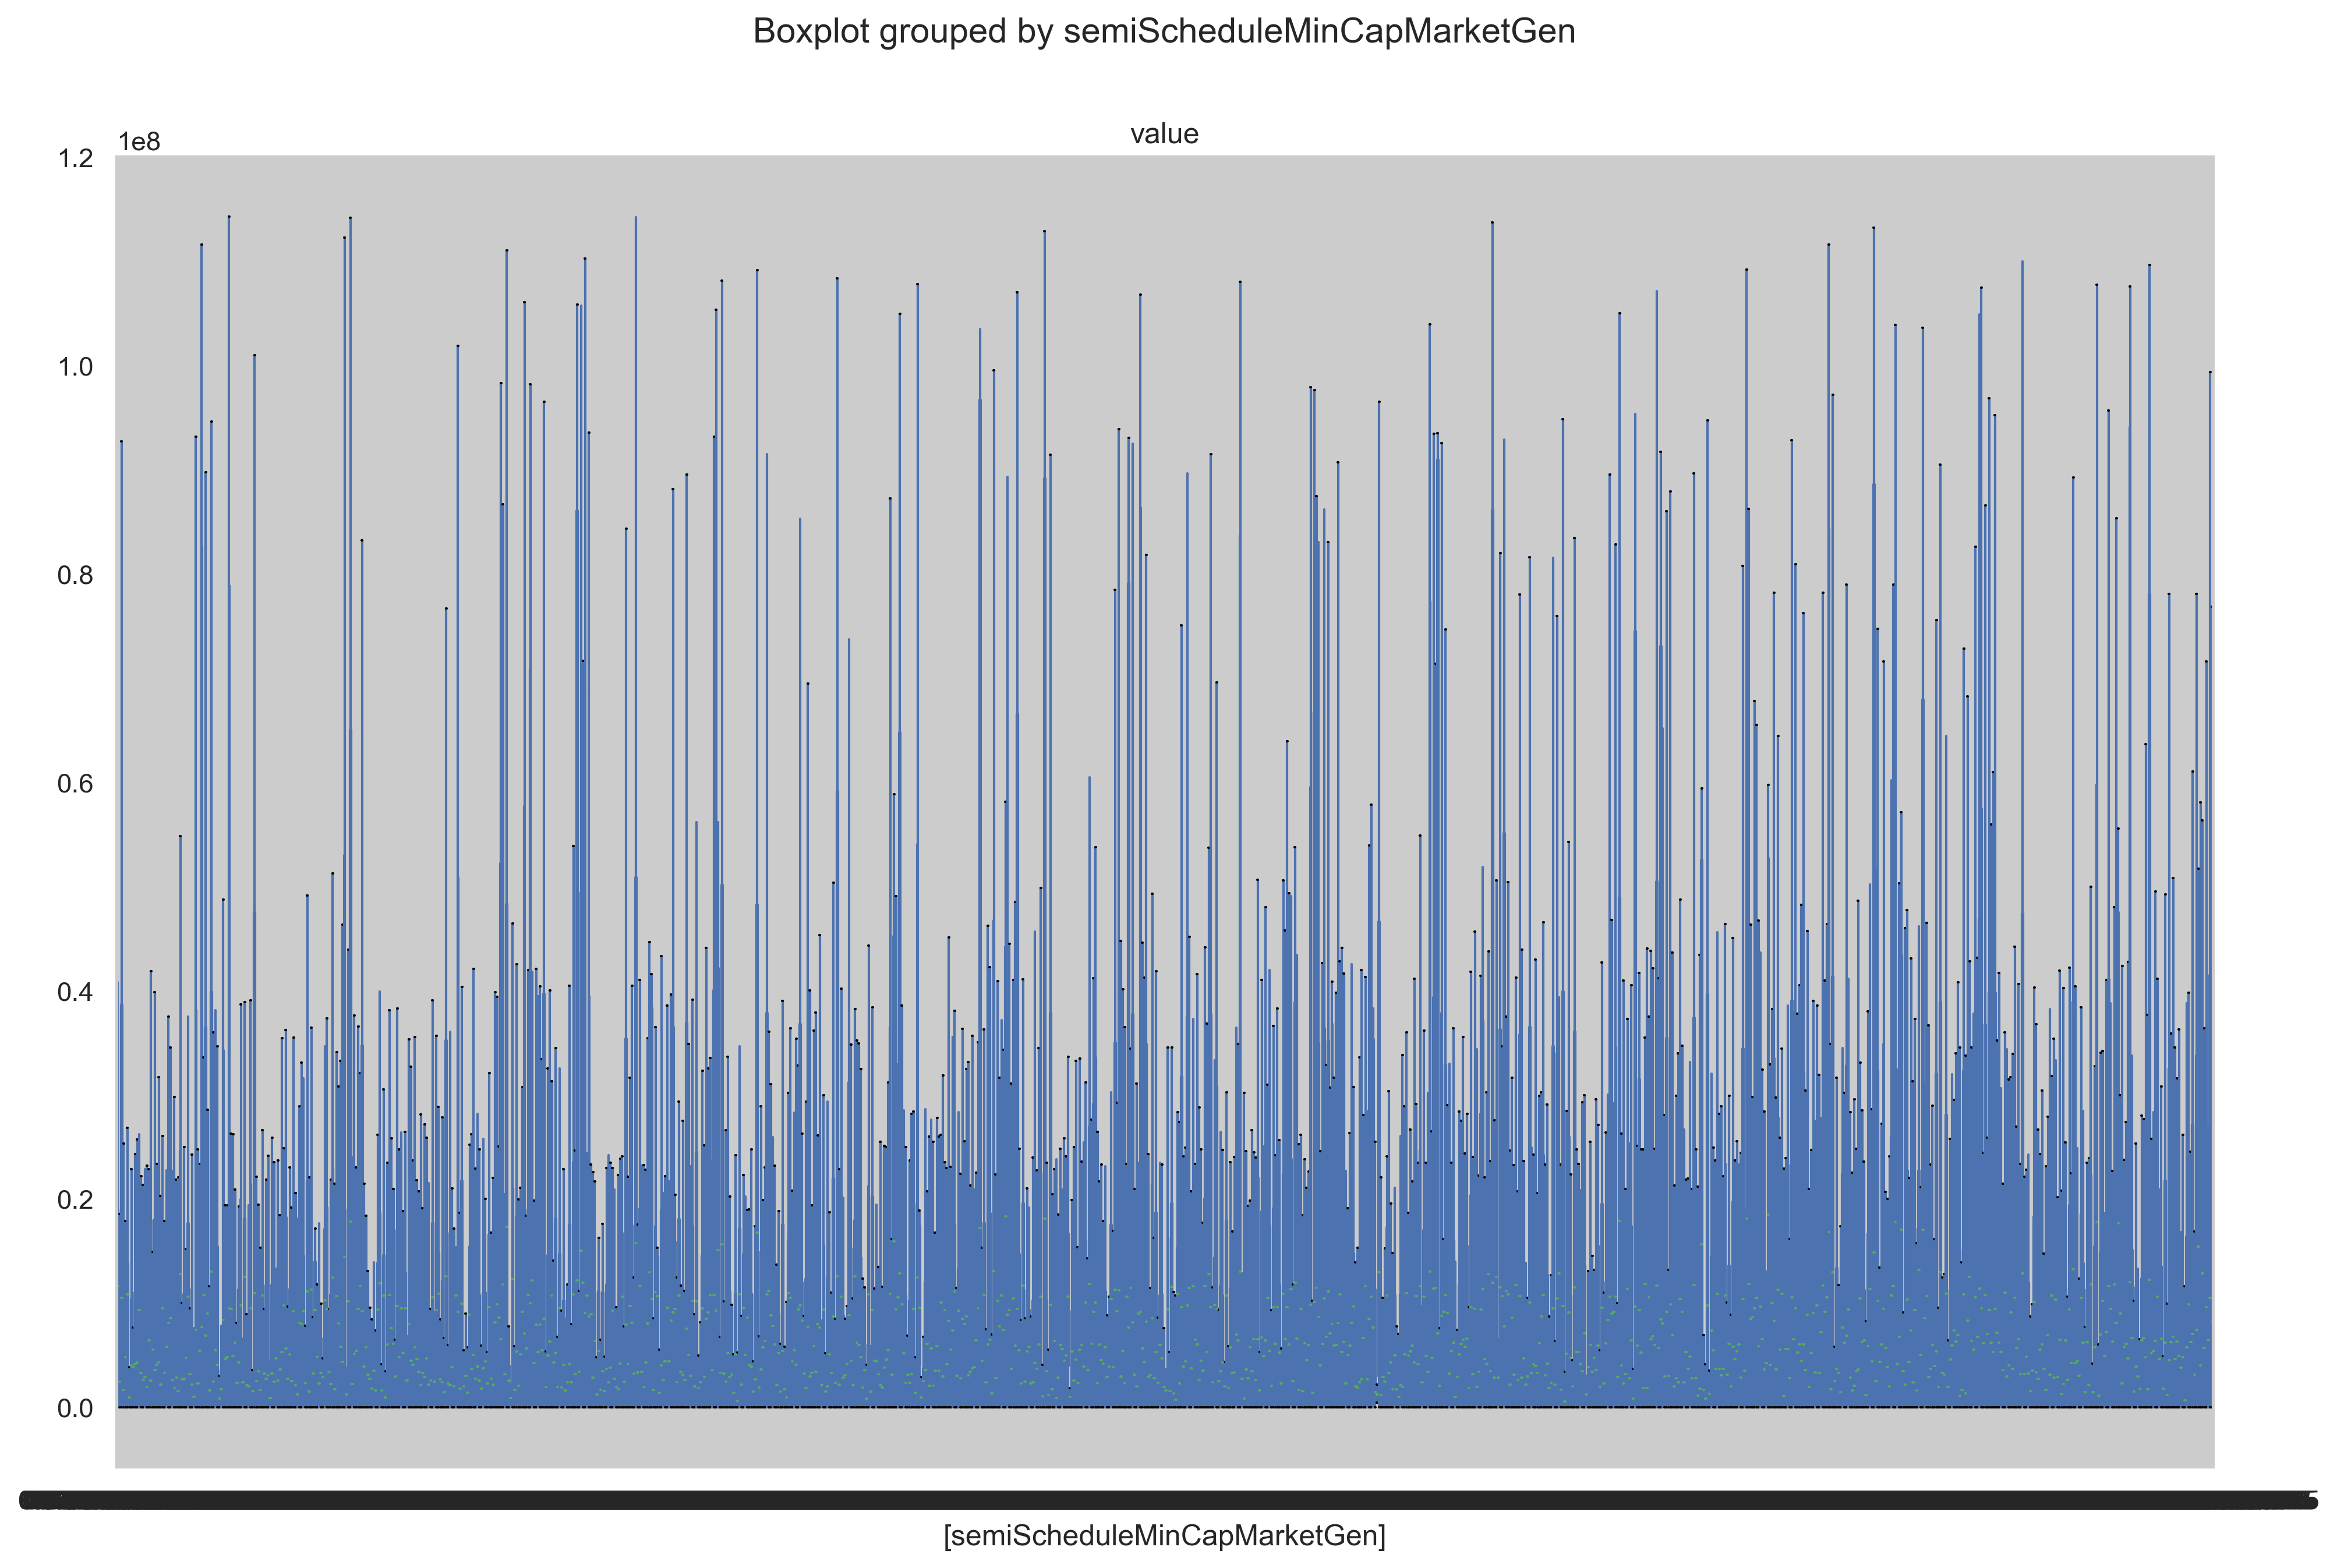 Boxplot grouped by semiScheduleMinCapMarketGen
value
1e8
1.2
1.0
0.8
0.6
0.4
0.2
0.0
[semiScheduleMinCapMarketGen]